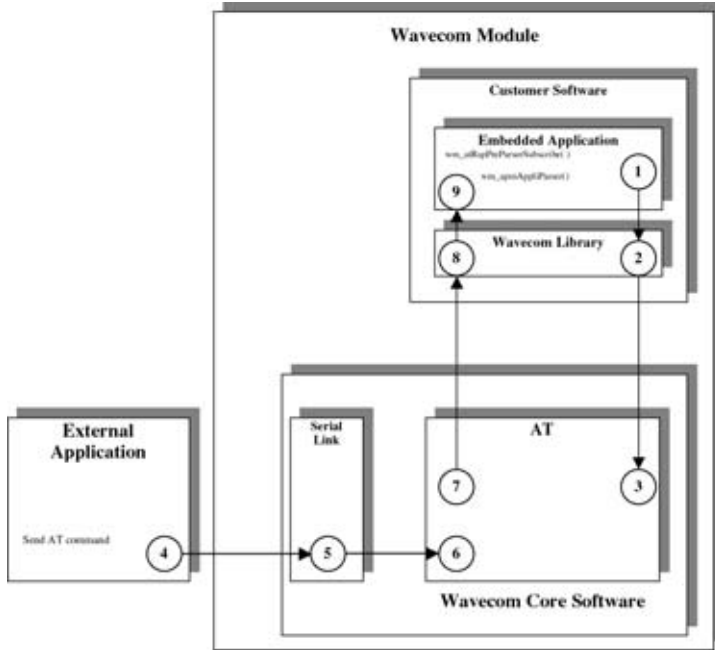 Wavecom Module
Customer Software
Embedded Application
wm_atRspPreParserSubscribe( )
wm_apmAppliParser( )
1
9
Wavecom Library
8
2
External
Application
Serial
Link
AT
7
3
Send AT command
4
5
6
Wavecom Core Software